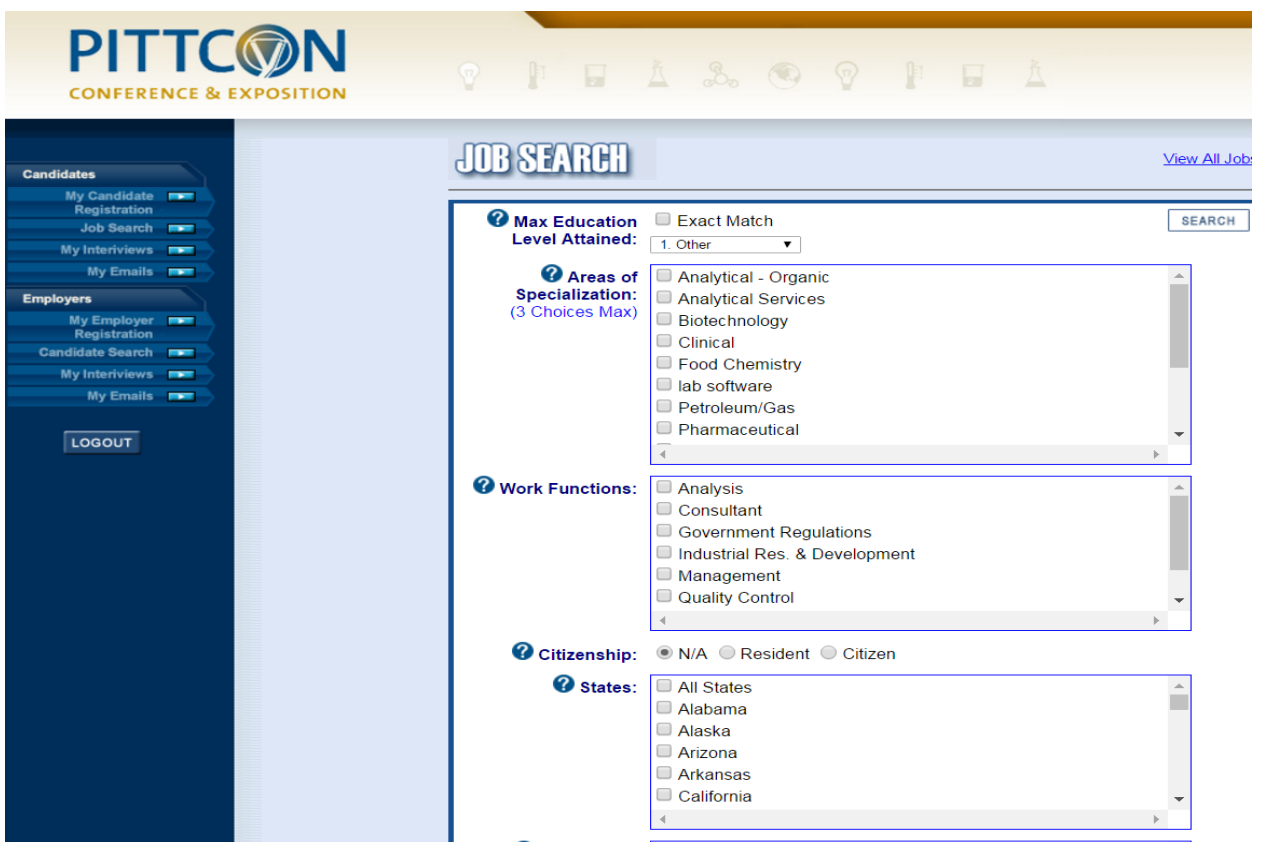 PITTCON
CONFERENCE & EXPOSITION
Candidates
My Candidate
Registration
Job Search
My Interiviews
My Emails
Employers
My Employer
Registration
Candidate Search
My Interiviews
My Emails
LOGOUT
JOB SEARCH
View All Jobs
? Max Education
Level Attained:
Exact Match
1. Other
SEARCH
? Areas of
Specialization:
(3 Choices Max)
Analytical - Organic
Analytical Services
Biotechnology
Clinical
Food Chemistry
lab software
Petroleum/Gas
Pharmaceutical
? Work Functions:
Analysis
Consultant
Government Regulations
Industrial Res. & Development
Management
Quality Control
? Citizenship:
N/A Resident Citizen
? States:
All States
Alabama
Alaska
Arizona
Arkansas
California